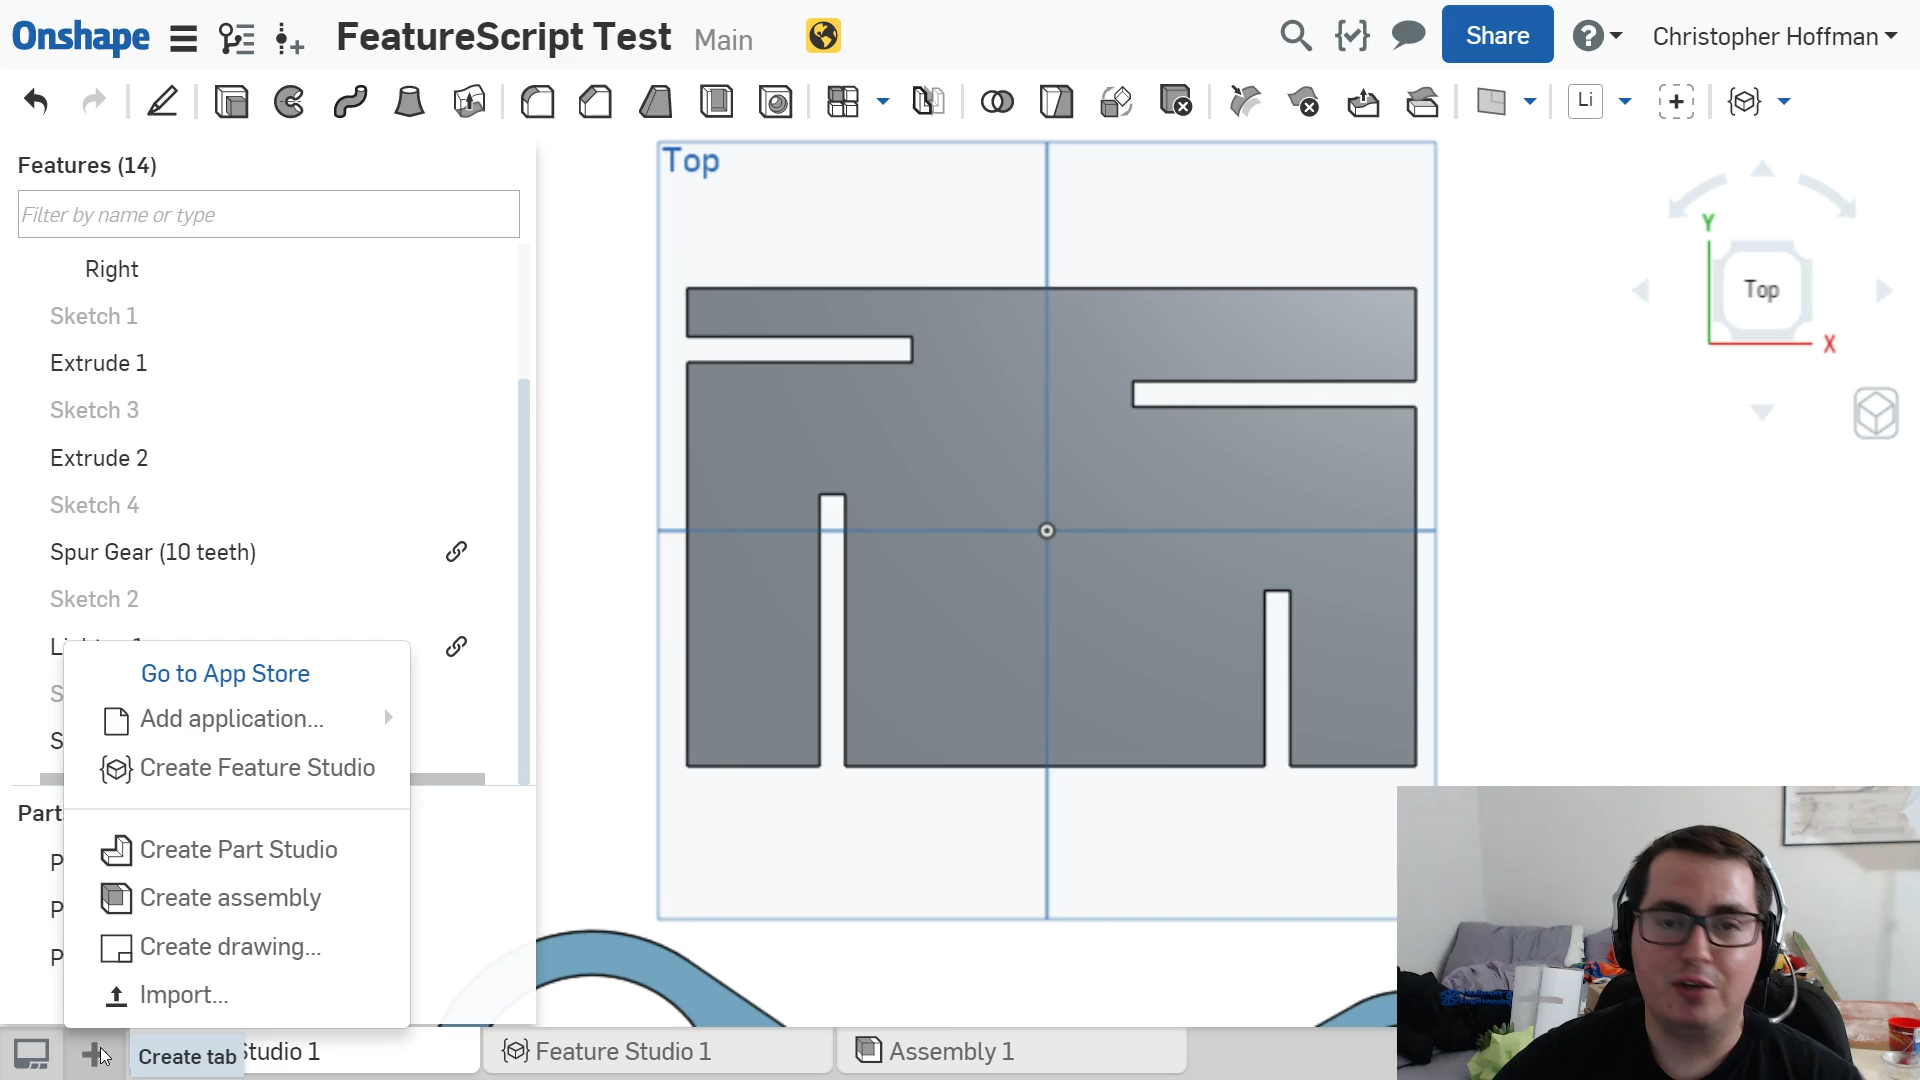 Onshape
FeatureScript Test Main
Share
Christopher Hoffman
Li
Features (14)
Filter by name or type
Right
Sketch 1
Extrude 1
Sketch 3
Extrude 2
Sketch 4
Spur Gear (10 teeth)
Sketch 2
Top
Y
Top
X
Go to App Store
Add application...
Create Feature Studio
Create Part Studio
Create assembly
Create drawing...
Import...
Part
Create tab
Studio 1
Feature Studio 1
Assembly 1